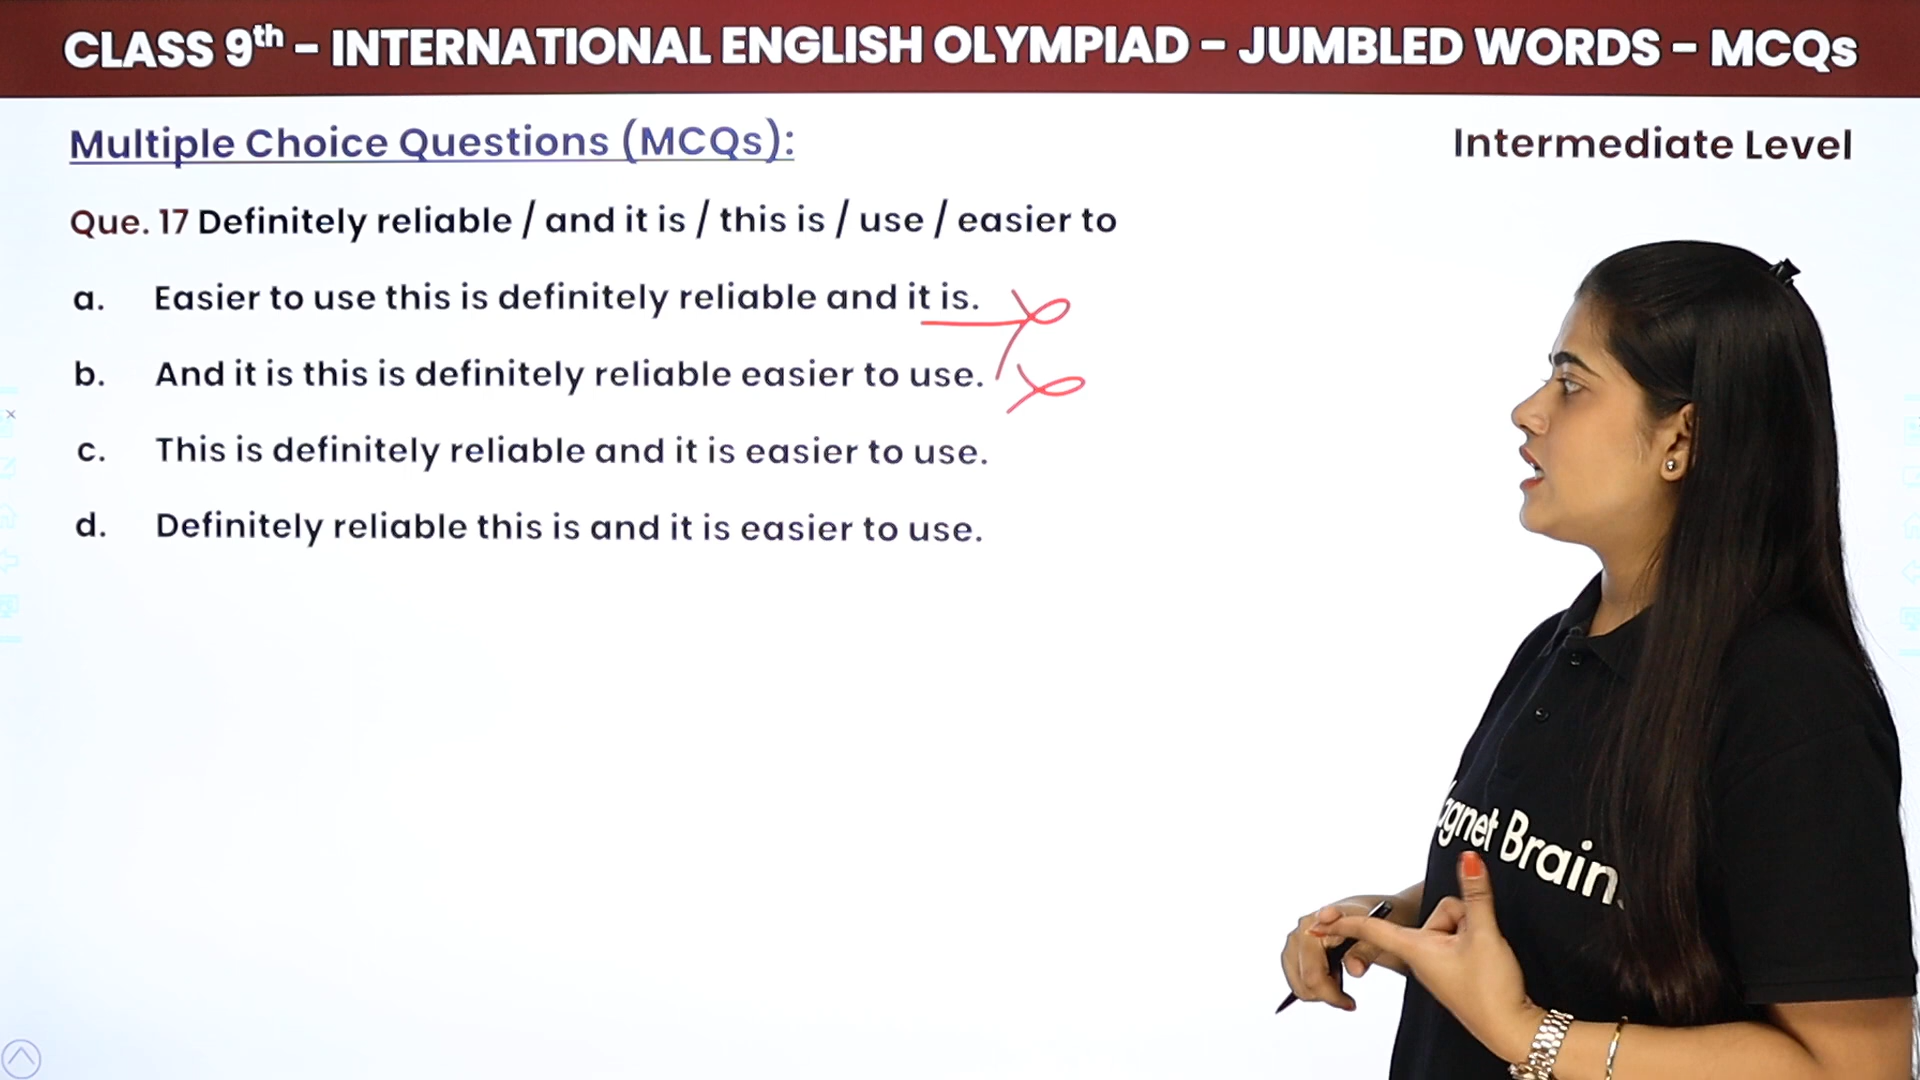 CLASS 9th – INTERNATIONAL ENGLISH OLYMPIAD – JUMBLED WORDS – MCQs
Multiple Choice Questions (MCQs):
Intermediate Level
Que. 17 Definitely reliable / and it is / this is / use / easier to
a. Easier to use this is definitely reliable and it is.
b. And it is this is definitely reliable easier to use.
c. This is definitely reliable and it is easier to use.
d. Definitely reliable this is and it is easier to use.
agnet Brain